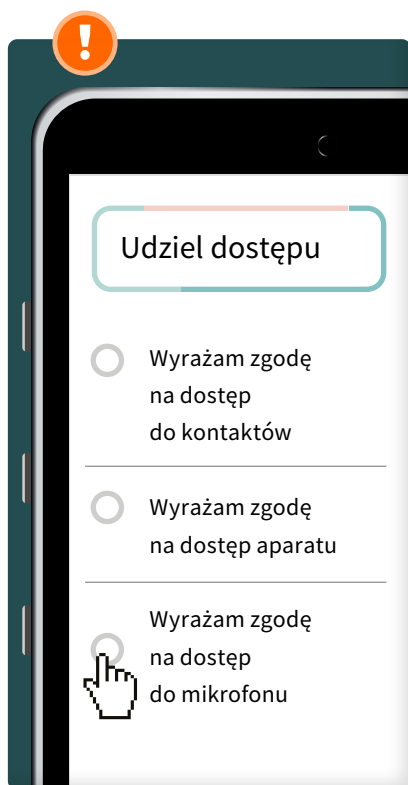 !
Udziel dostępu
Wyrażam zgodę
na dostęp
do kontaktów
Wyrażam zgodę
na dostęp aparatu
Wyrażam zgodę
na dostęp
do mikrofonu